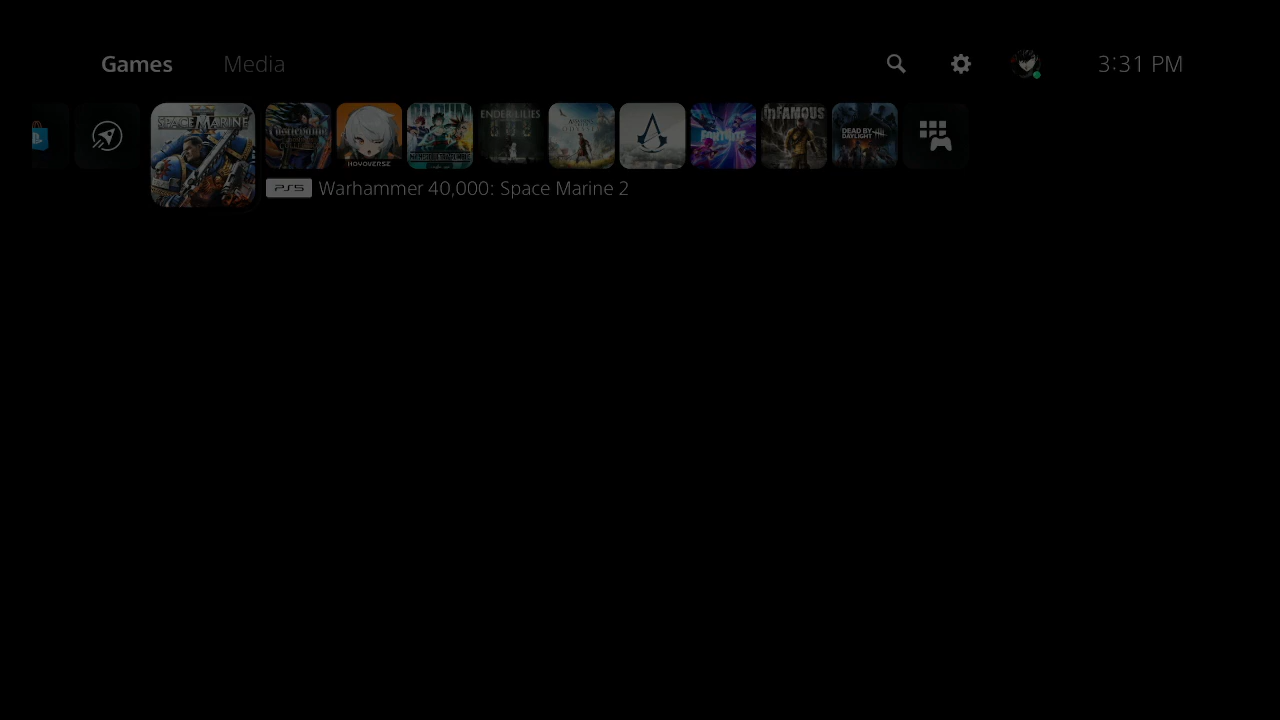 Games
Media
3:31 PM
SPACE MARINE
HOYOVERSE
ENDER LILIES
FORTNITE
inFAMOUS
DEAD BY
DAYLIGHT
PS5
Warhammer 40,000: Space Marine 2